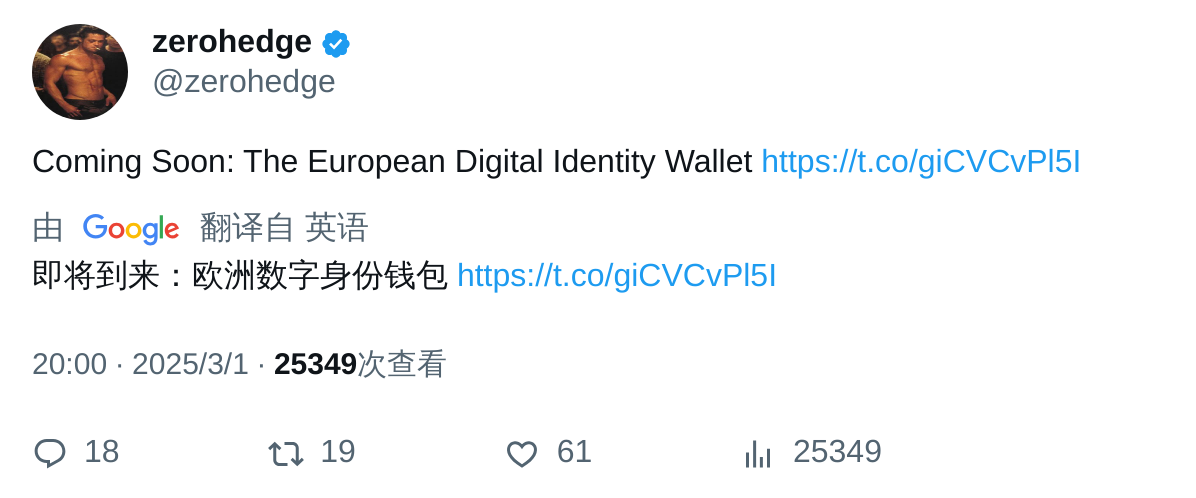 zerohedge
@zerohedge
Coming Soon: The European Digital Identity Wallet https://t.co/giCVCvPl5I
由 Google 翻译自 英语
即将到来：欧洲数字身份钱包 https://t.co/giCVCvPl5I
20:00 · 2025/3/1 · 25349次查看
18 19 61 25349